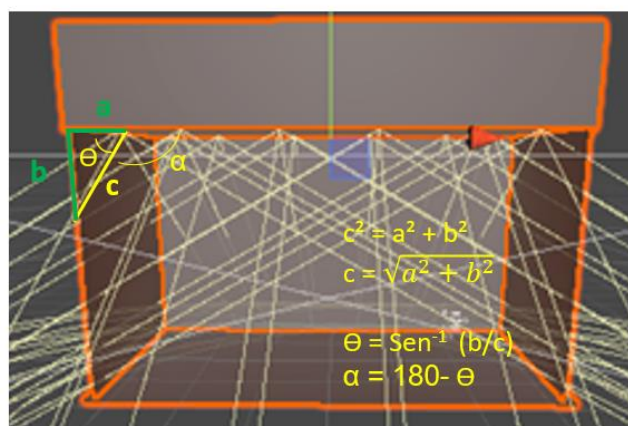 a
b
c
Ɵ
α
c² = a² + b²
c = √a² + b²
Ɵ = Sen⁻¹ (b/c)
α = 180- Ɵ